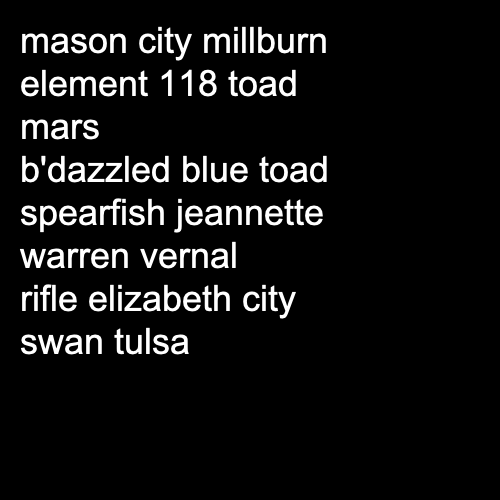 mason city millburn
element 118 toad
mars
b'dazzled blue toad
spearfish jeannette
warren vernal
rifle elizabeth city
swan tulsa